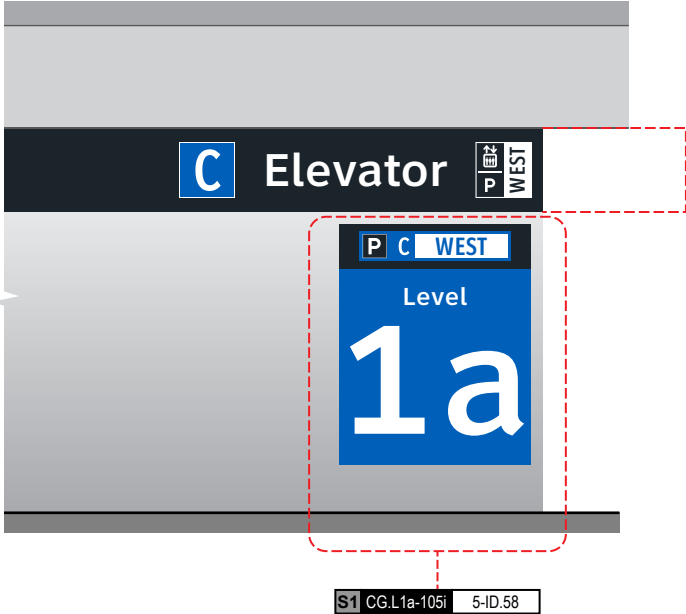 C Elevator P WEST
P C WEST
Level
1a
S1 CG.L1a-105i 5-ID.58